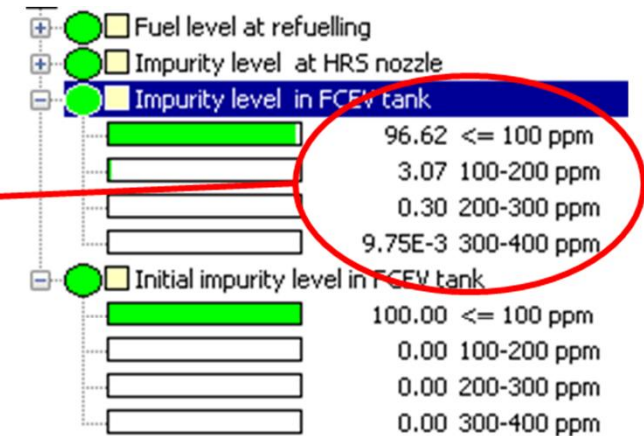 Fuel level at refuelling
Impurity level at HRS nozzle
Impurity level in FCEV tank
96.62 <= 100 ppm
3.07 100-200 ppm
0.30 200-300 ppm
9.75E-3 300-400 ppm
Initial impurity level in FCEV tank
100.00 <= 100 ppm
0.00 100-200 ppm
0.00 200-300 ppm
0.00 300-400 ppm